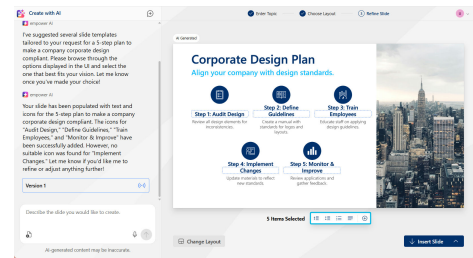 Create with AI
empower AI
I've suggested several slide templates
tailored to your request for a 5-step plan to
make a company corporate design
compliant. Please browse through the
options displayed in the UI and select the
one that best fits your vision. Let me know
once you've made your choice!
empower AI
Your slide has been populated with text and
icons for the 5-step plan to make a company
corporate design compliant. The icons for
"Audit Design," "Define Guidelines," "Train
Employees," and "Monitor & Improve" have
been successfully added. However, no
suitable icon was found for "Implement
Changes." Let me know if you'd like me to
refine or adjust anything further!
Version 1
Describe the slide you would like to create.
AI-generated content may be inaccurate.
Enter Topic
Choose Layout
3 Refine Slide
AI Generated
Corporate Design Plan
Align your company with design standards.
Step 1: Audit Design
Review all design elements for
inconsistencies.
Step 2: Define
Guidelines
Create a manual with
standards for logos and
layouts.
Step 3: Train
Employees
Educate staff on applying
design guidelines.
Step 4: Implement
Changes
Update materials to reflect
new standards.
Step 5: Monitor &
Improve
Review applications and
gather feedback.
5 Items Selected
Change Layout
Insert Slide